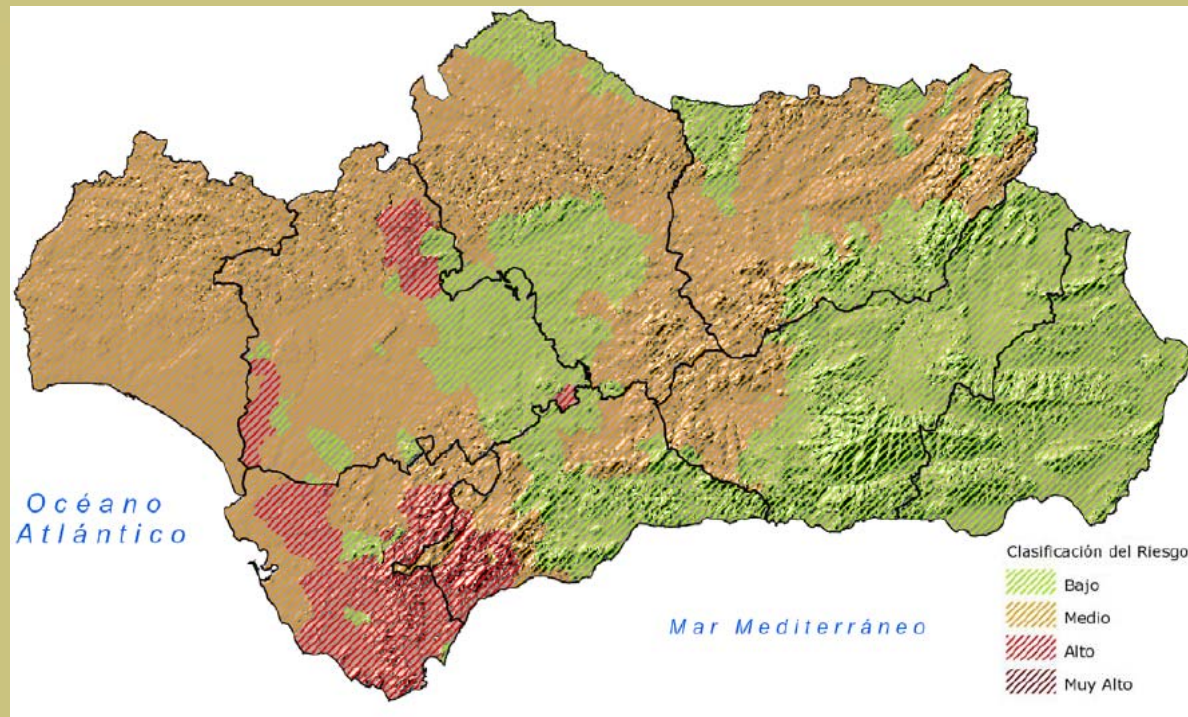 Océano
Atlántico
Mar Mediterráneo
Clasificación del Riesgo
Bajo
Medio
Alto
Muy Alto